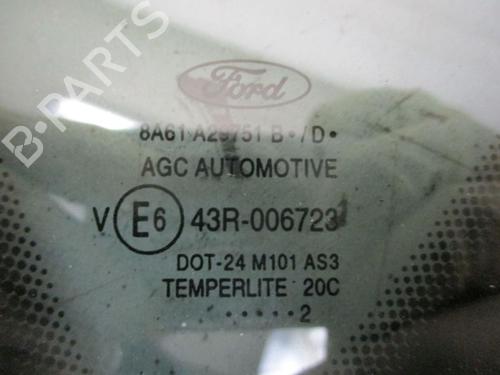 B-PARTS
Ford
8A61 A29751 B•/D•
AGC AUTOMOTIVE
V E6 43R-006723
DOT-24 M101 AS3
TEMPERLITE 20C
• • • • • 2